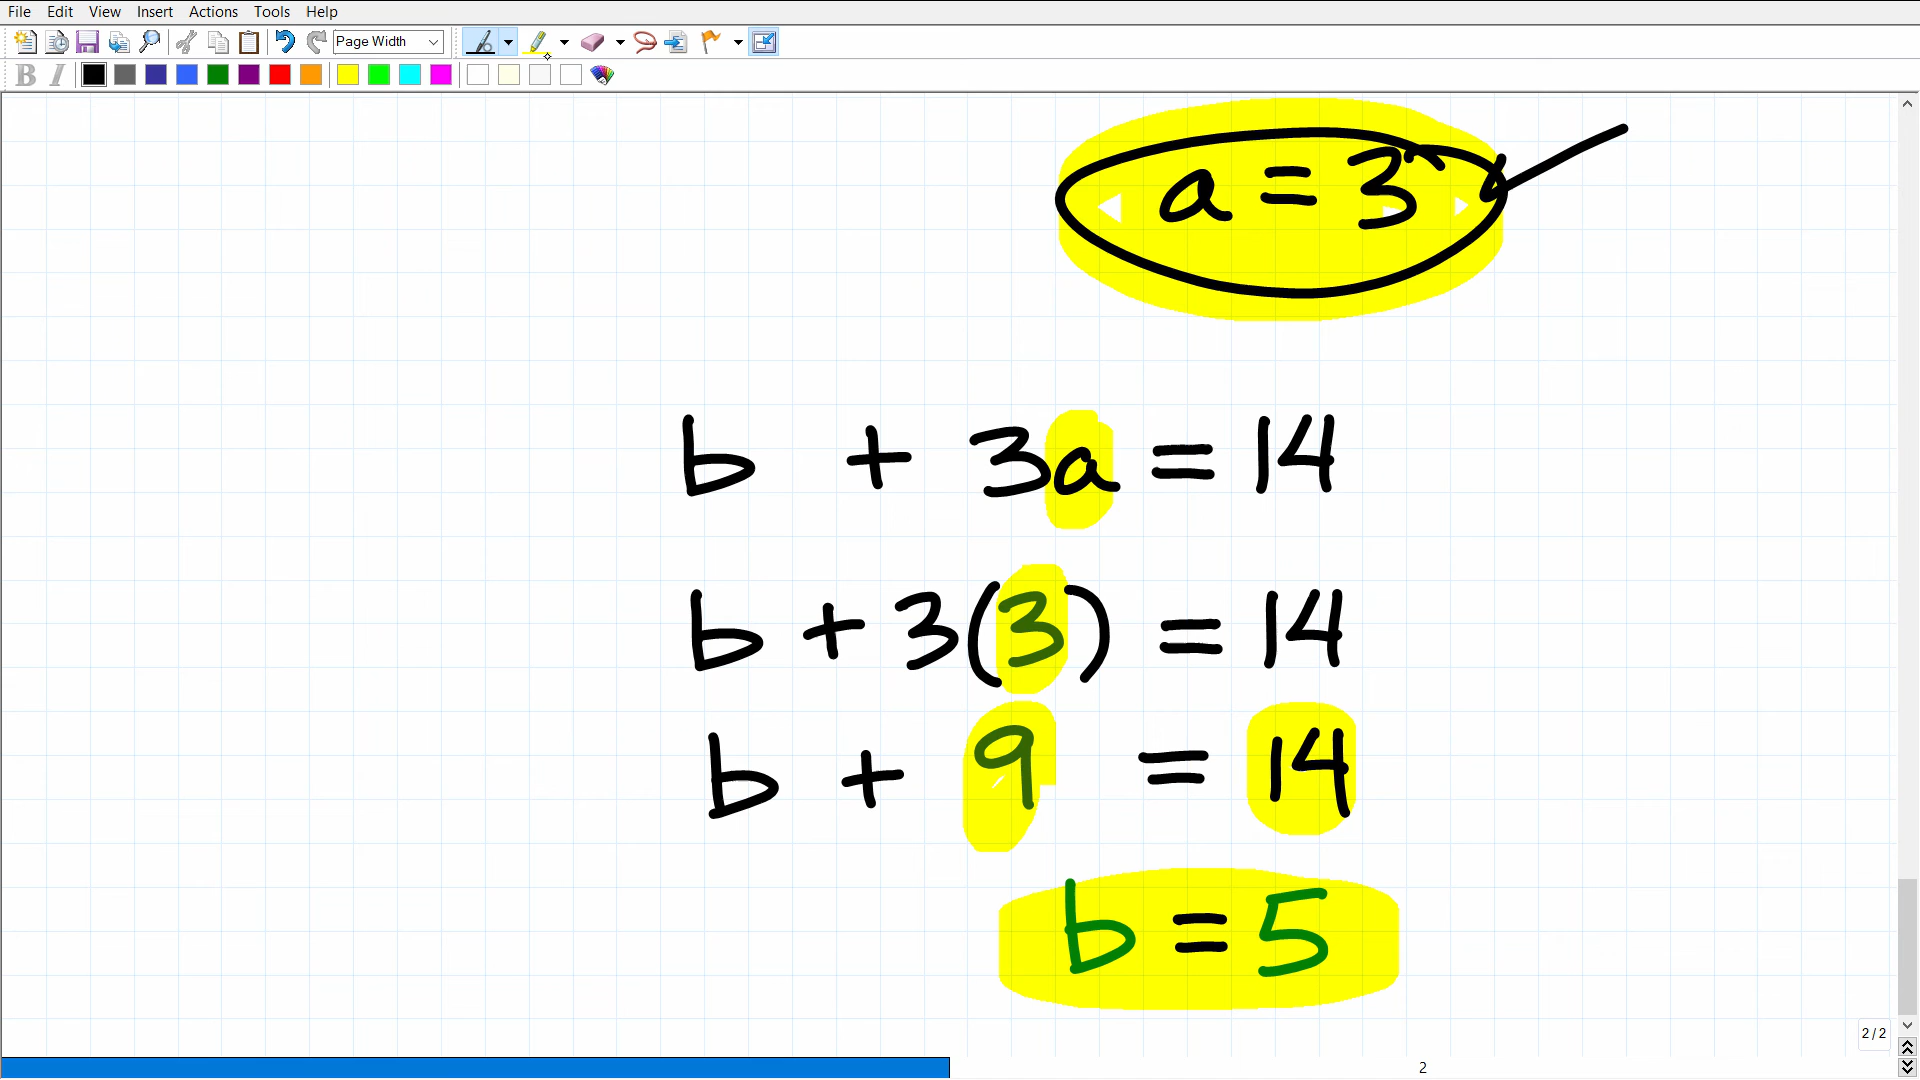 File Edit View Insert Actions Tools Help
Page Width
B I
a = 3
b + 3a = 14
b + 3(3) = 14
b + 9 = 14
b = 5
2 / 2
2